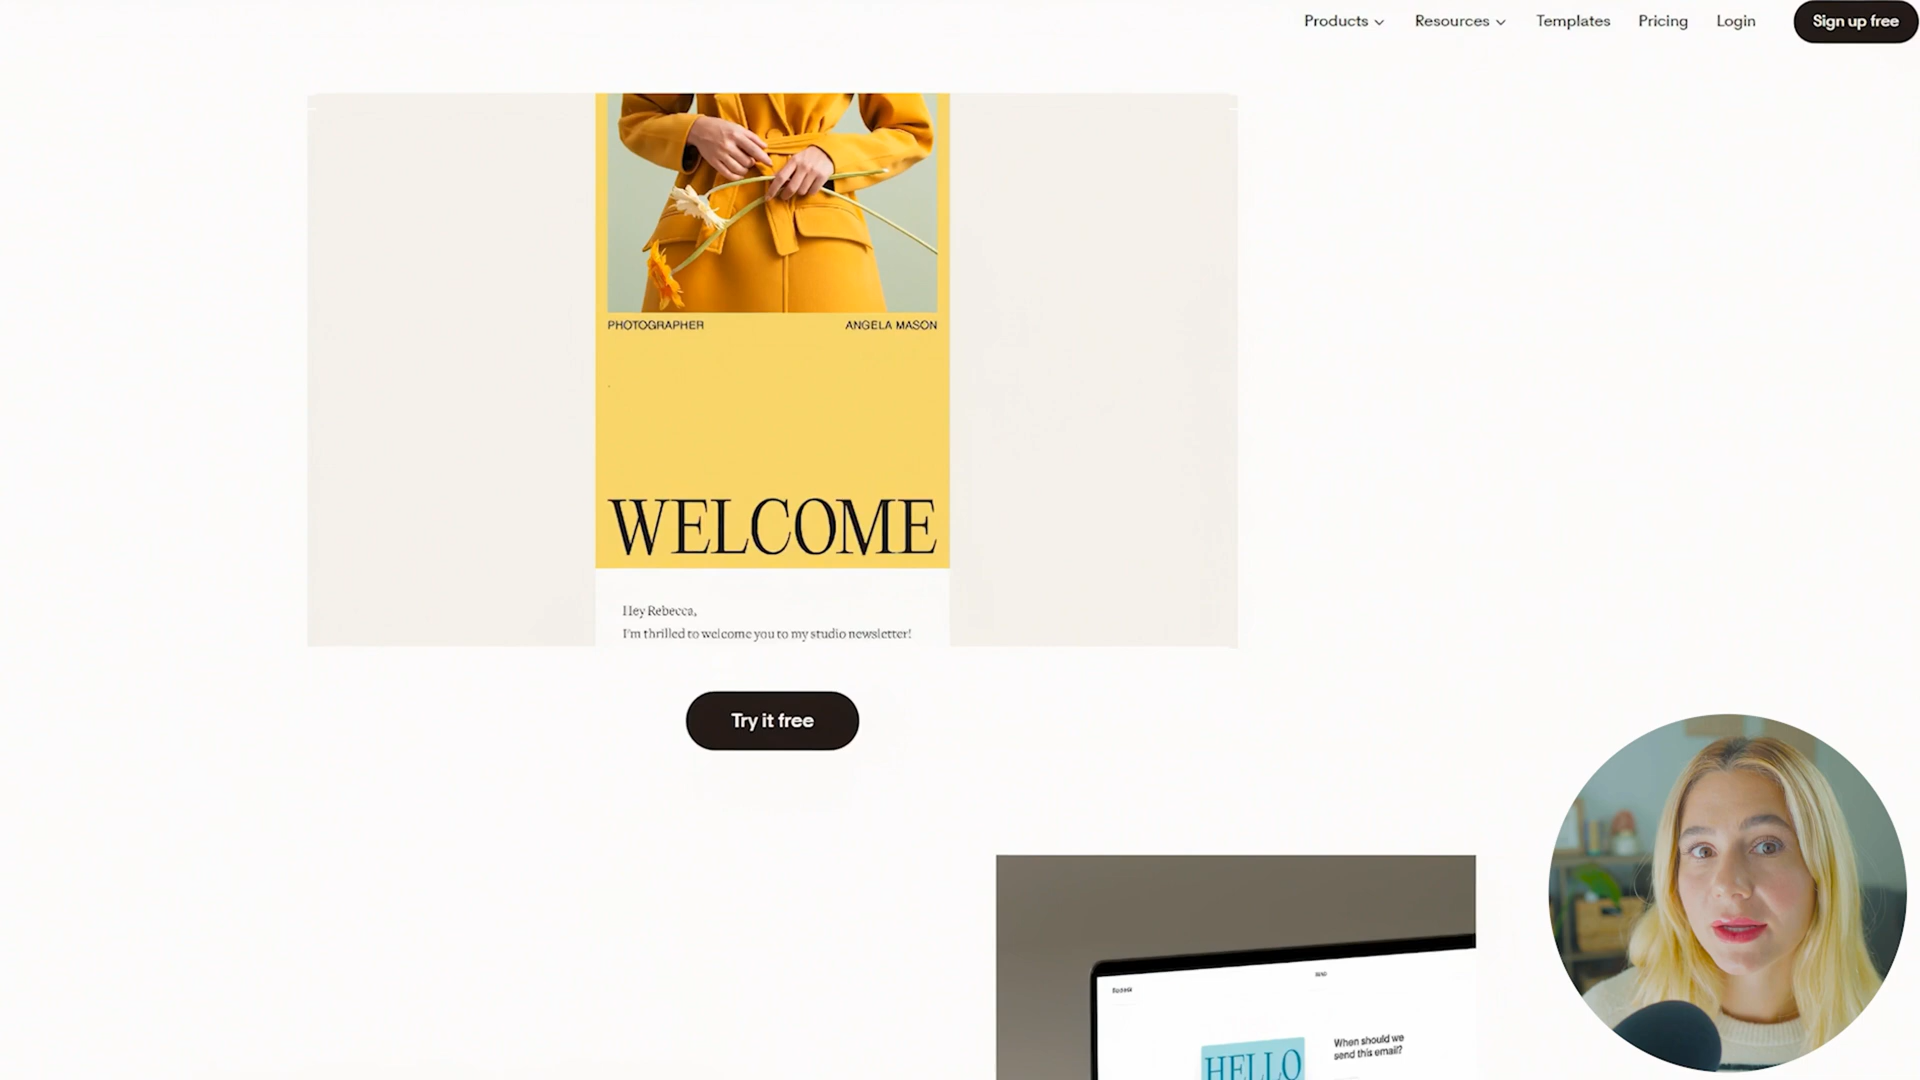 Products Resources Templates Pricing Login Sign up free
PHOTOGRAPHER ANGELA MASON
WELCOME
Hey Rebecca,
I'm thrilled to welcome you to my studio newsletter!
Try it free
When should we
send this email?
HELLO